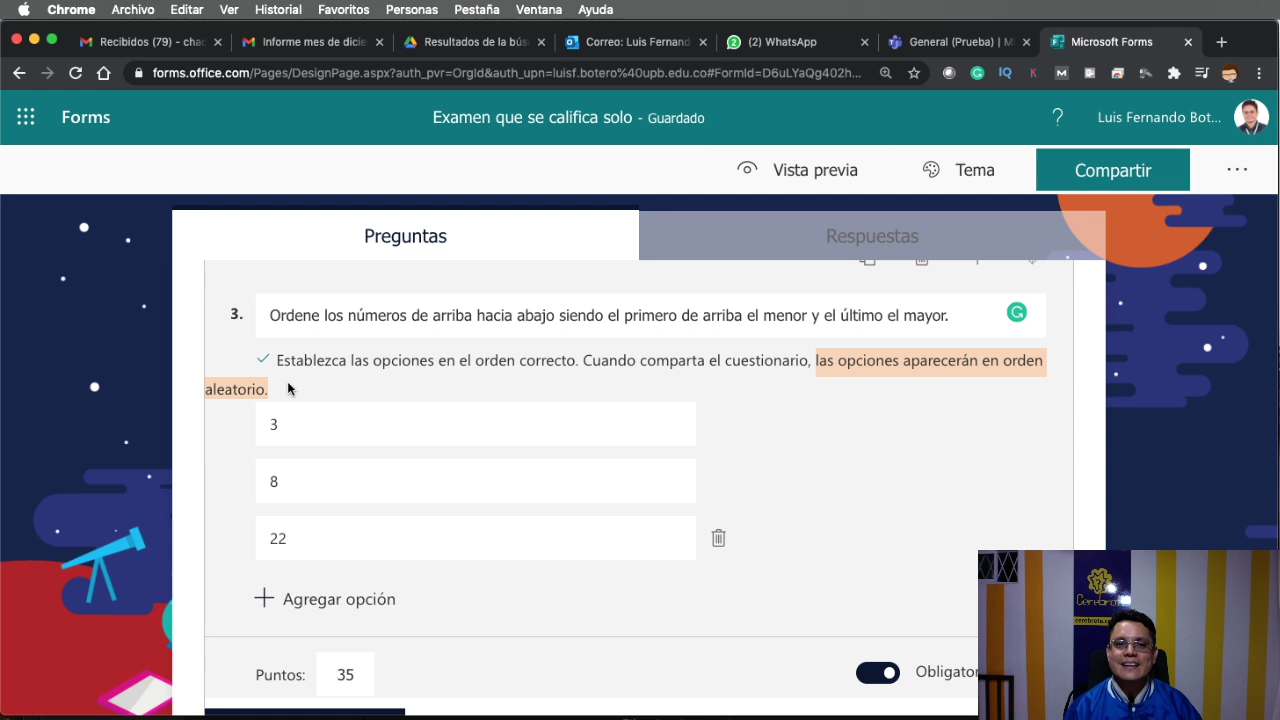 Chrome Archivo Editar Ver Historial Favoritos Personas Pestaña Ventana Ayuda
Recibidos (79) - chac
Informe mes de dicie
Resultados de la bús
Correo: Luis Fernand
(2) WhatsApp
General (Prueba) | M
Microsoft Forms
forms.office.com/Pages/DesignPage.aspx?auth_pvr=OrgId&auth_upn=luisf.botero%40upb.edu.co#FormId=D6uLYaQg402h...
Forms
Examen que se califica solo - Guardado
?
Luis Fernando Bot...
Vista previa
Tema
Compartir
Preguntas
Respuestas
3. Ordene los números de arriba hacia abajo siendo el primero de arriba el menor y el último el mayor.
Establezca las opciones en el orden correcto. Cuando comparta el cuestionario, las opciones aparecerán en orden
aleatorio.
3
8
22
Agregar opción
Puntos: 35
Obligator
Cerebrote